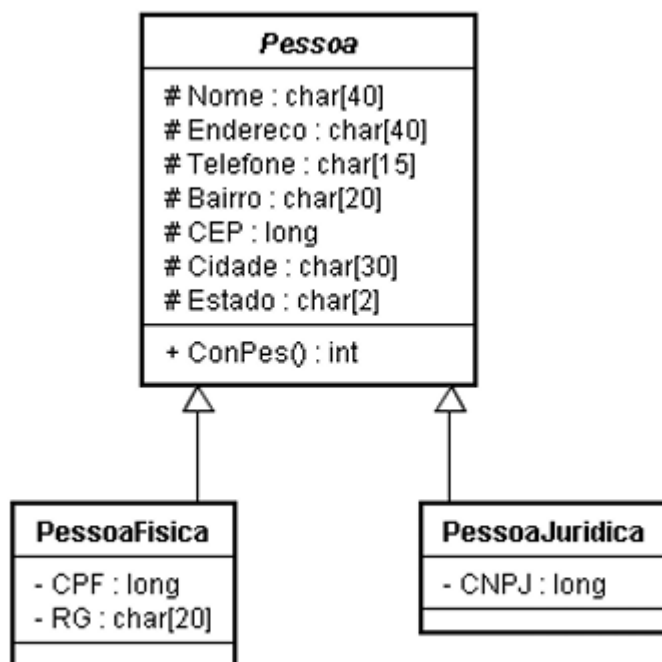 Pessoa
# Nome : char[40]
# Endereco : char[40]
# Telefone : char[15]
# Bairro : char[20]
# CEP : long
# Cidade : char[30]
# Estado : char[2]
+ ConPes() : int
PessoaFisica
- CPF : long
- RG : char[20]
PessoaJuridica
- CNPJ : long